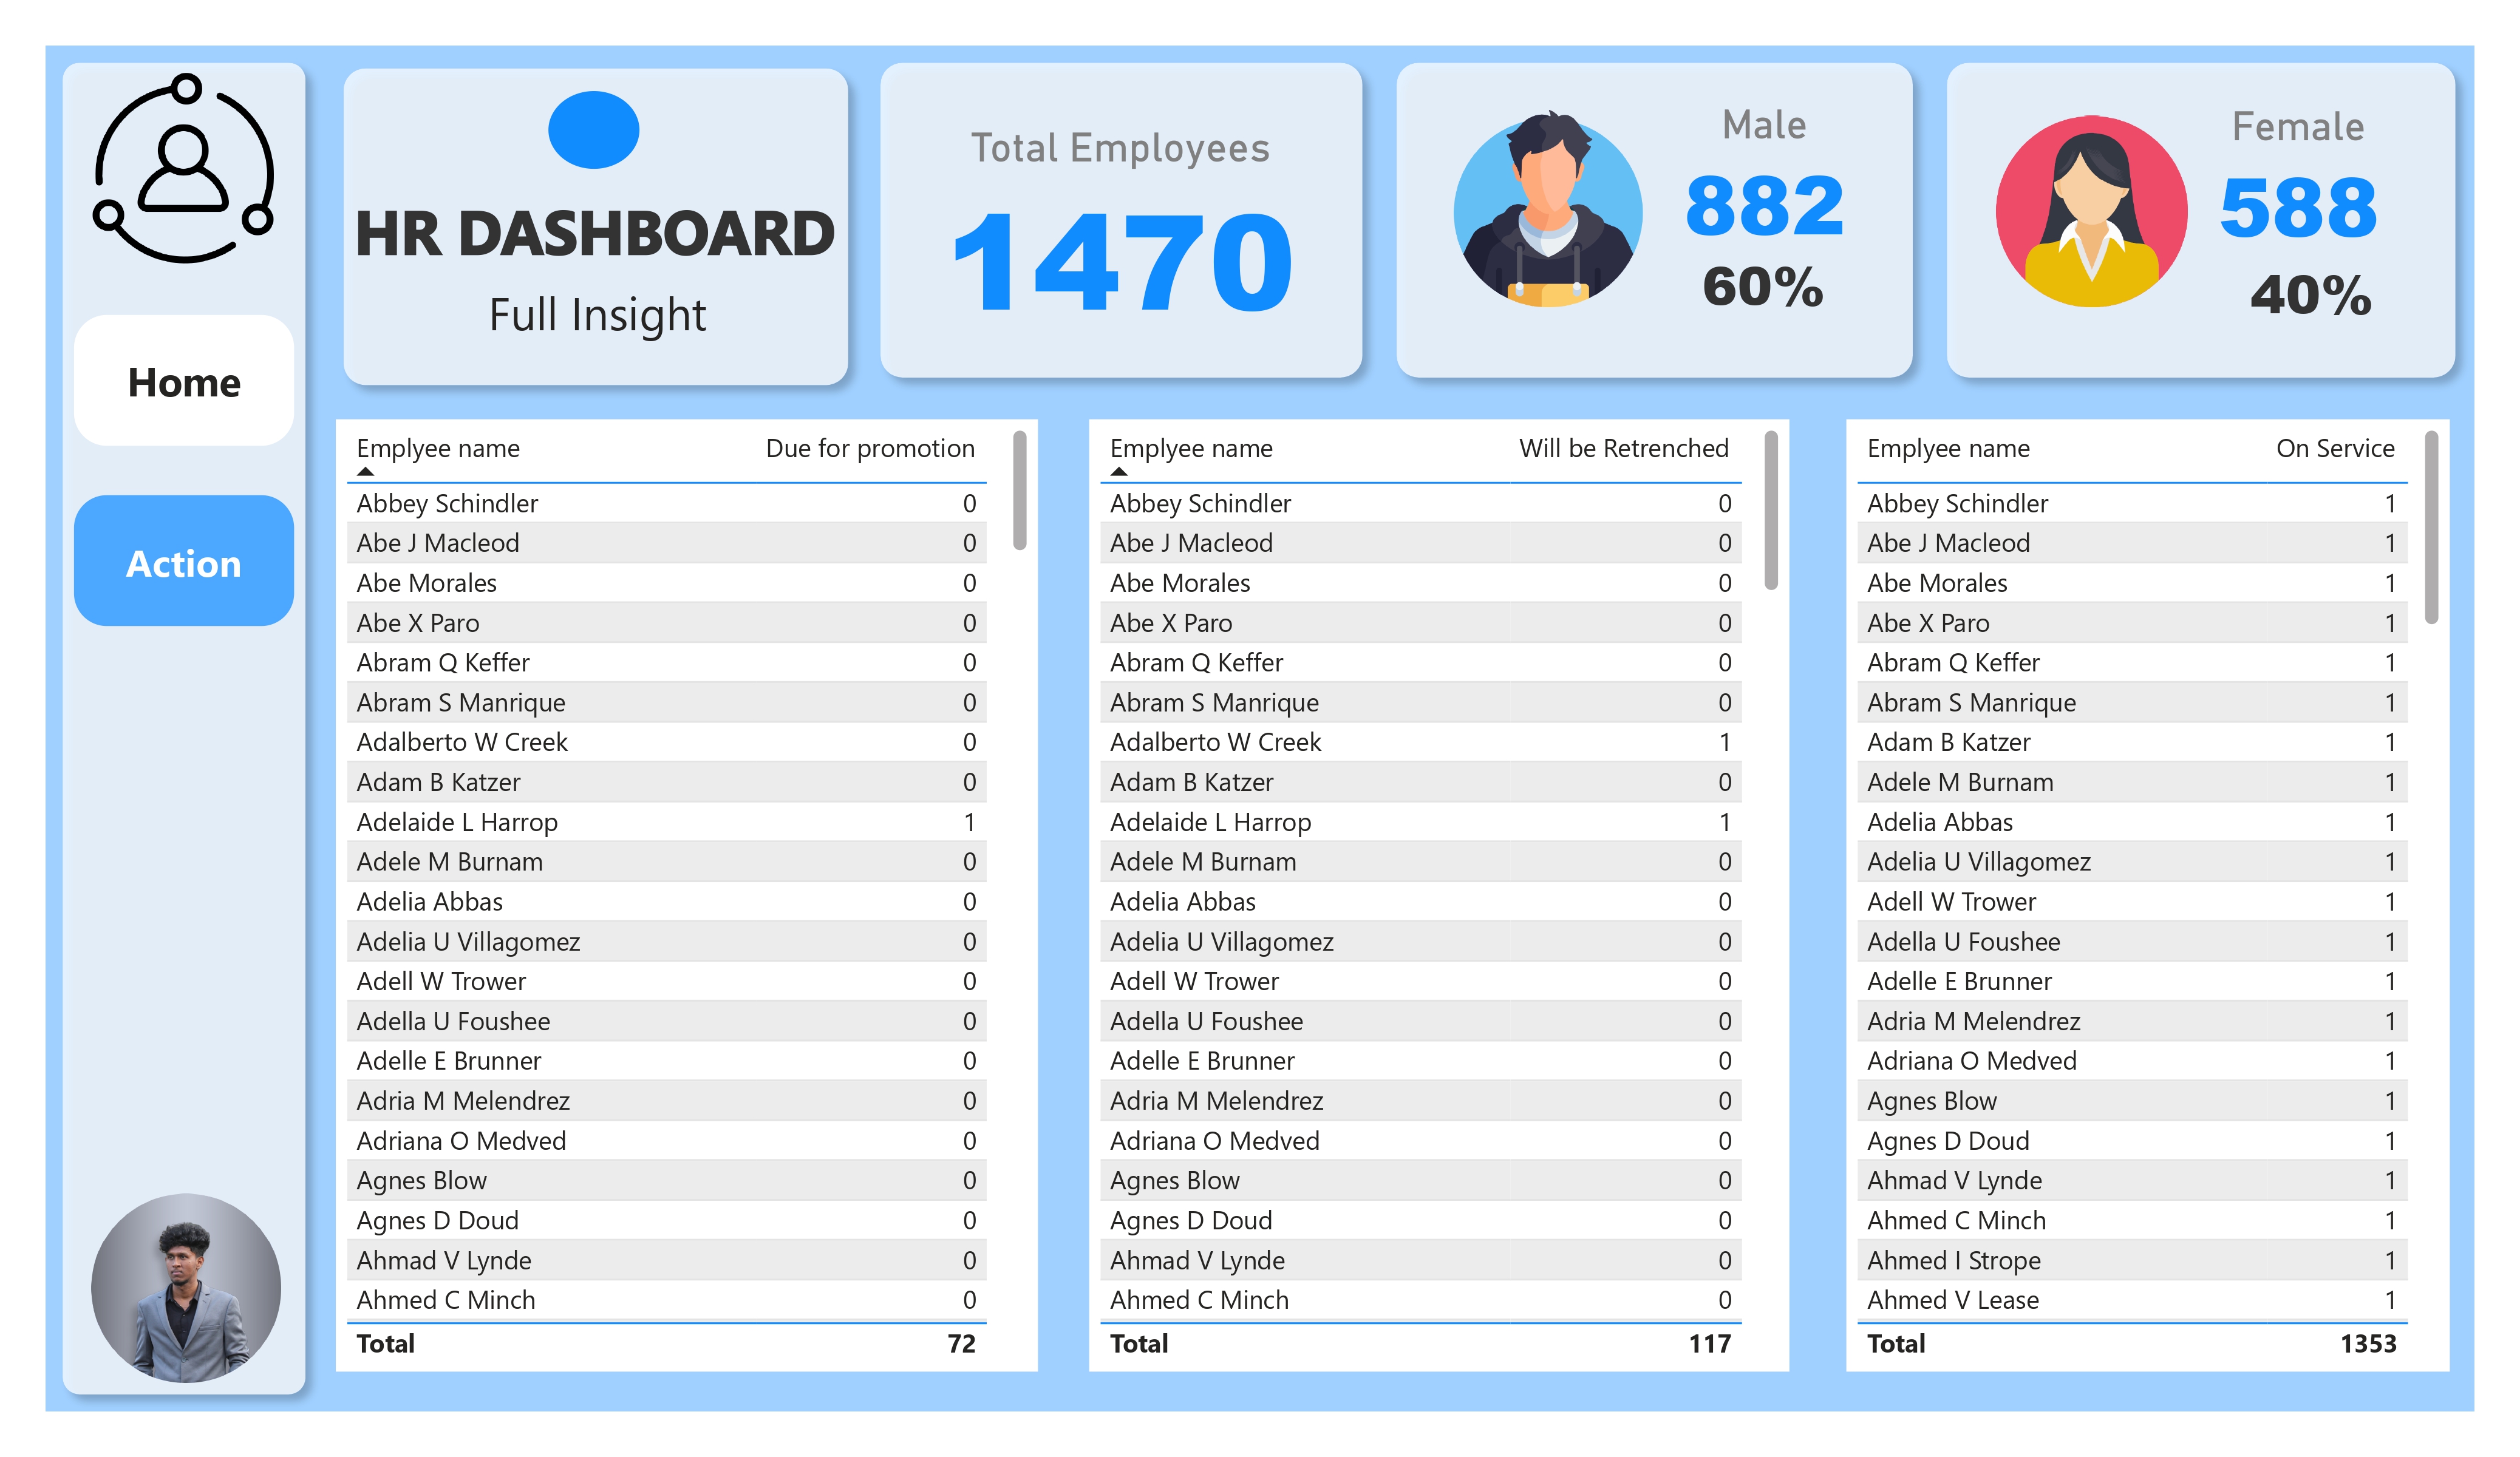 HR DASHBOARD
Full Insight
Total Employees
1470
Male
882
60%
Female
588
40%
Home
Action
Emplyee name Due for promotion
Abbey Schindler 0
Abe J Macleod 0
Abe Morales 0
Abe X Paro 0
Abram Q Keffer 0
Abram S Manrique 0
Adalberto W Creek 0
Adam B Katzer 0
Adelaide L Harrop 1
Adele M Burnam 0
Adelia Abbas 0
Adelia U Villagomez 0
Adell W Trower 0
Adella U Foushee 0
Adelle E Brunner 0
Adria M Melendrez 0
Adriana O Medved 0
Agnes Blow 0
Agnes D Doud 0
Ahmad V Lynde 0
Ahmed C Minch 0
Total 72
Emplyee name Will be Retrenched
Abbey Schindler 0
Abe J Macleod 0
Abe Morales 0
Abe X Paro 0
Abram Q Keffer 0
Abram S Manrique 0
Adalberto W Creek 1
Adam B Katzer 0
Adelaide L Harrop 1
Adele M Burnam 0
Adelia Abbas 0
Adelia U Villagomez 0
Adell W Trower 0
Adella U Foushee 0
Adelle E Brunner 0
Adria M Melendrez 0
Adriana O Medved 0
Agnes Blow 0
Agnes D Doud 0
Ahmad V Lynde 0
Ahmed C Minch 0
Total 117
Emplyee name On Service
Abbey Schindler 1
Abe J Macleod 1
Abe Morales 1
Abe X Paro 1
Abram Q Keffer 1
Abram S Manrique 1
Adam B Katzer 1
Adele M Burnam 1
Adelia Abbas 1
Adelia U Villagomez 1
Adell W Trower 1
Adella U Foushee 1
Adelle E Brunner 1
Adria M Melendrez 1
Adriana O Medved 1
Agnes Blow 1
Agnes D Doud 1
Ahmad V Lynde 1
Ahmed C Minch 1
Ahmed I Strope 1
Ahmed V Lease 1
Total 1353